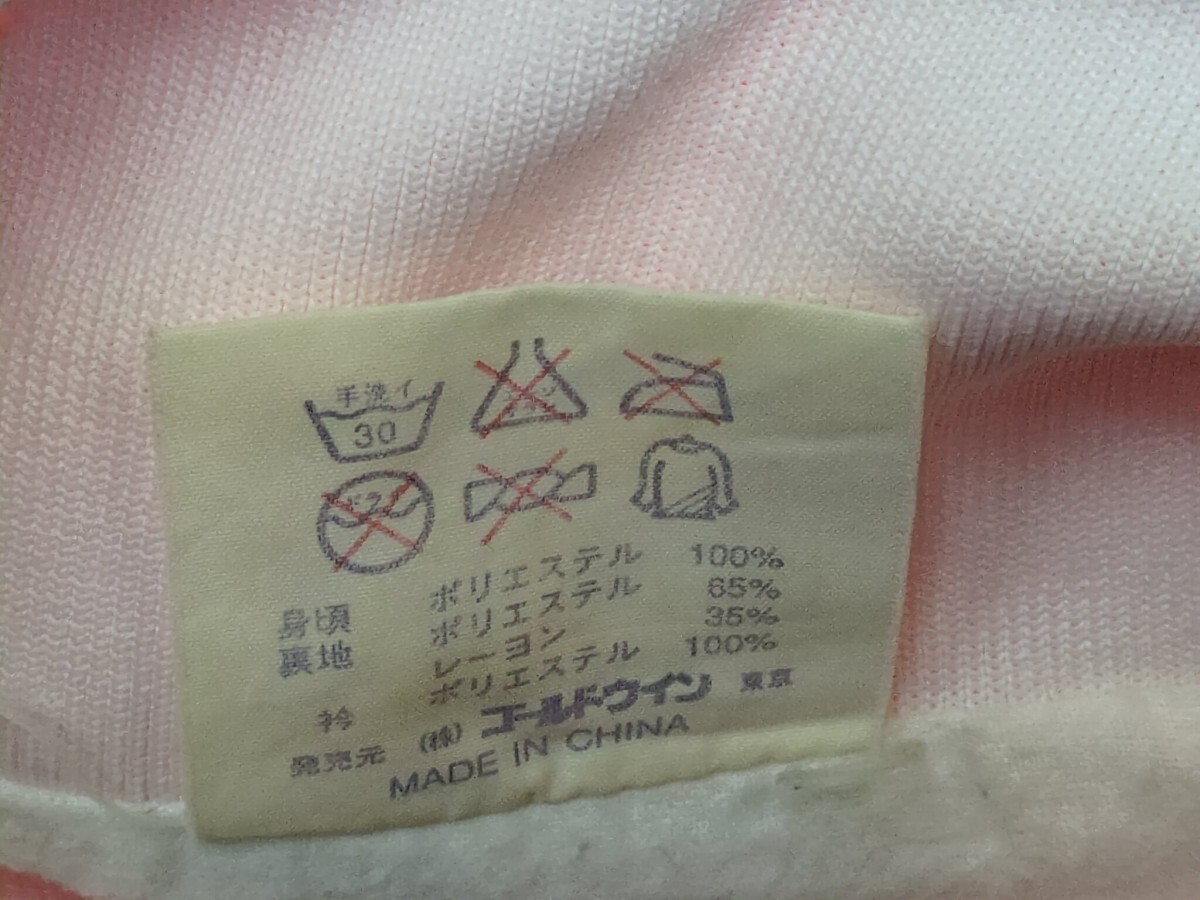 手洗イ
30
ドライ
身頃 ポリエステル 100%
裏地 ポリエステル 65%
レーヨン 35%
衿 ポリエステル 100%
発売元 (株) ゴールドウイン 東京
MADE IN CHINA